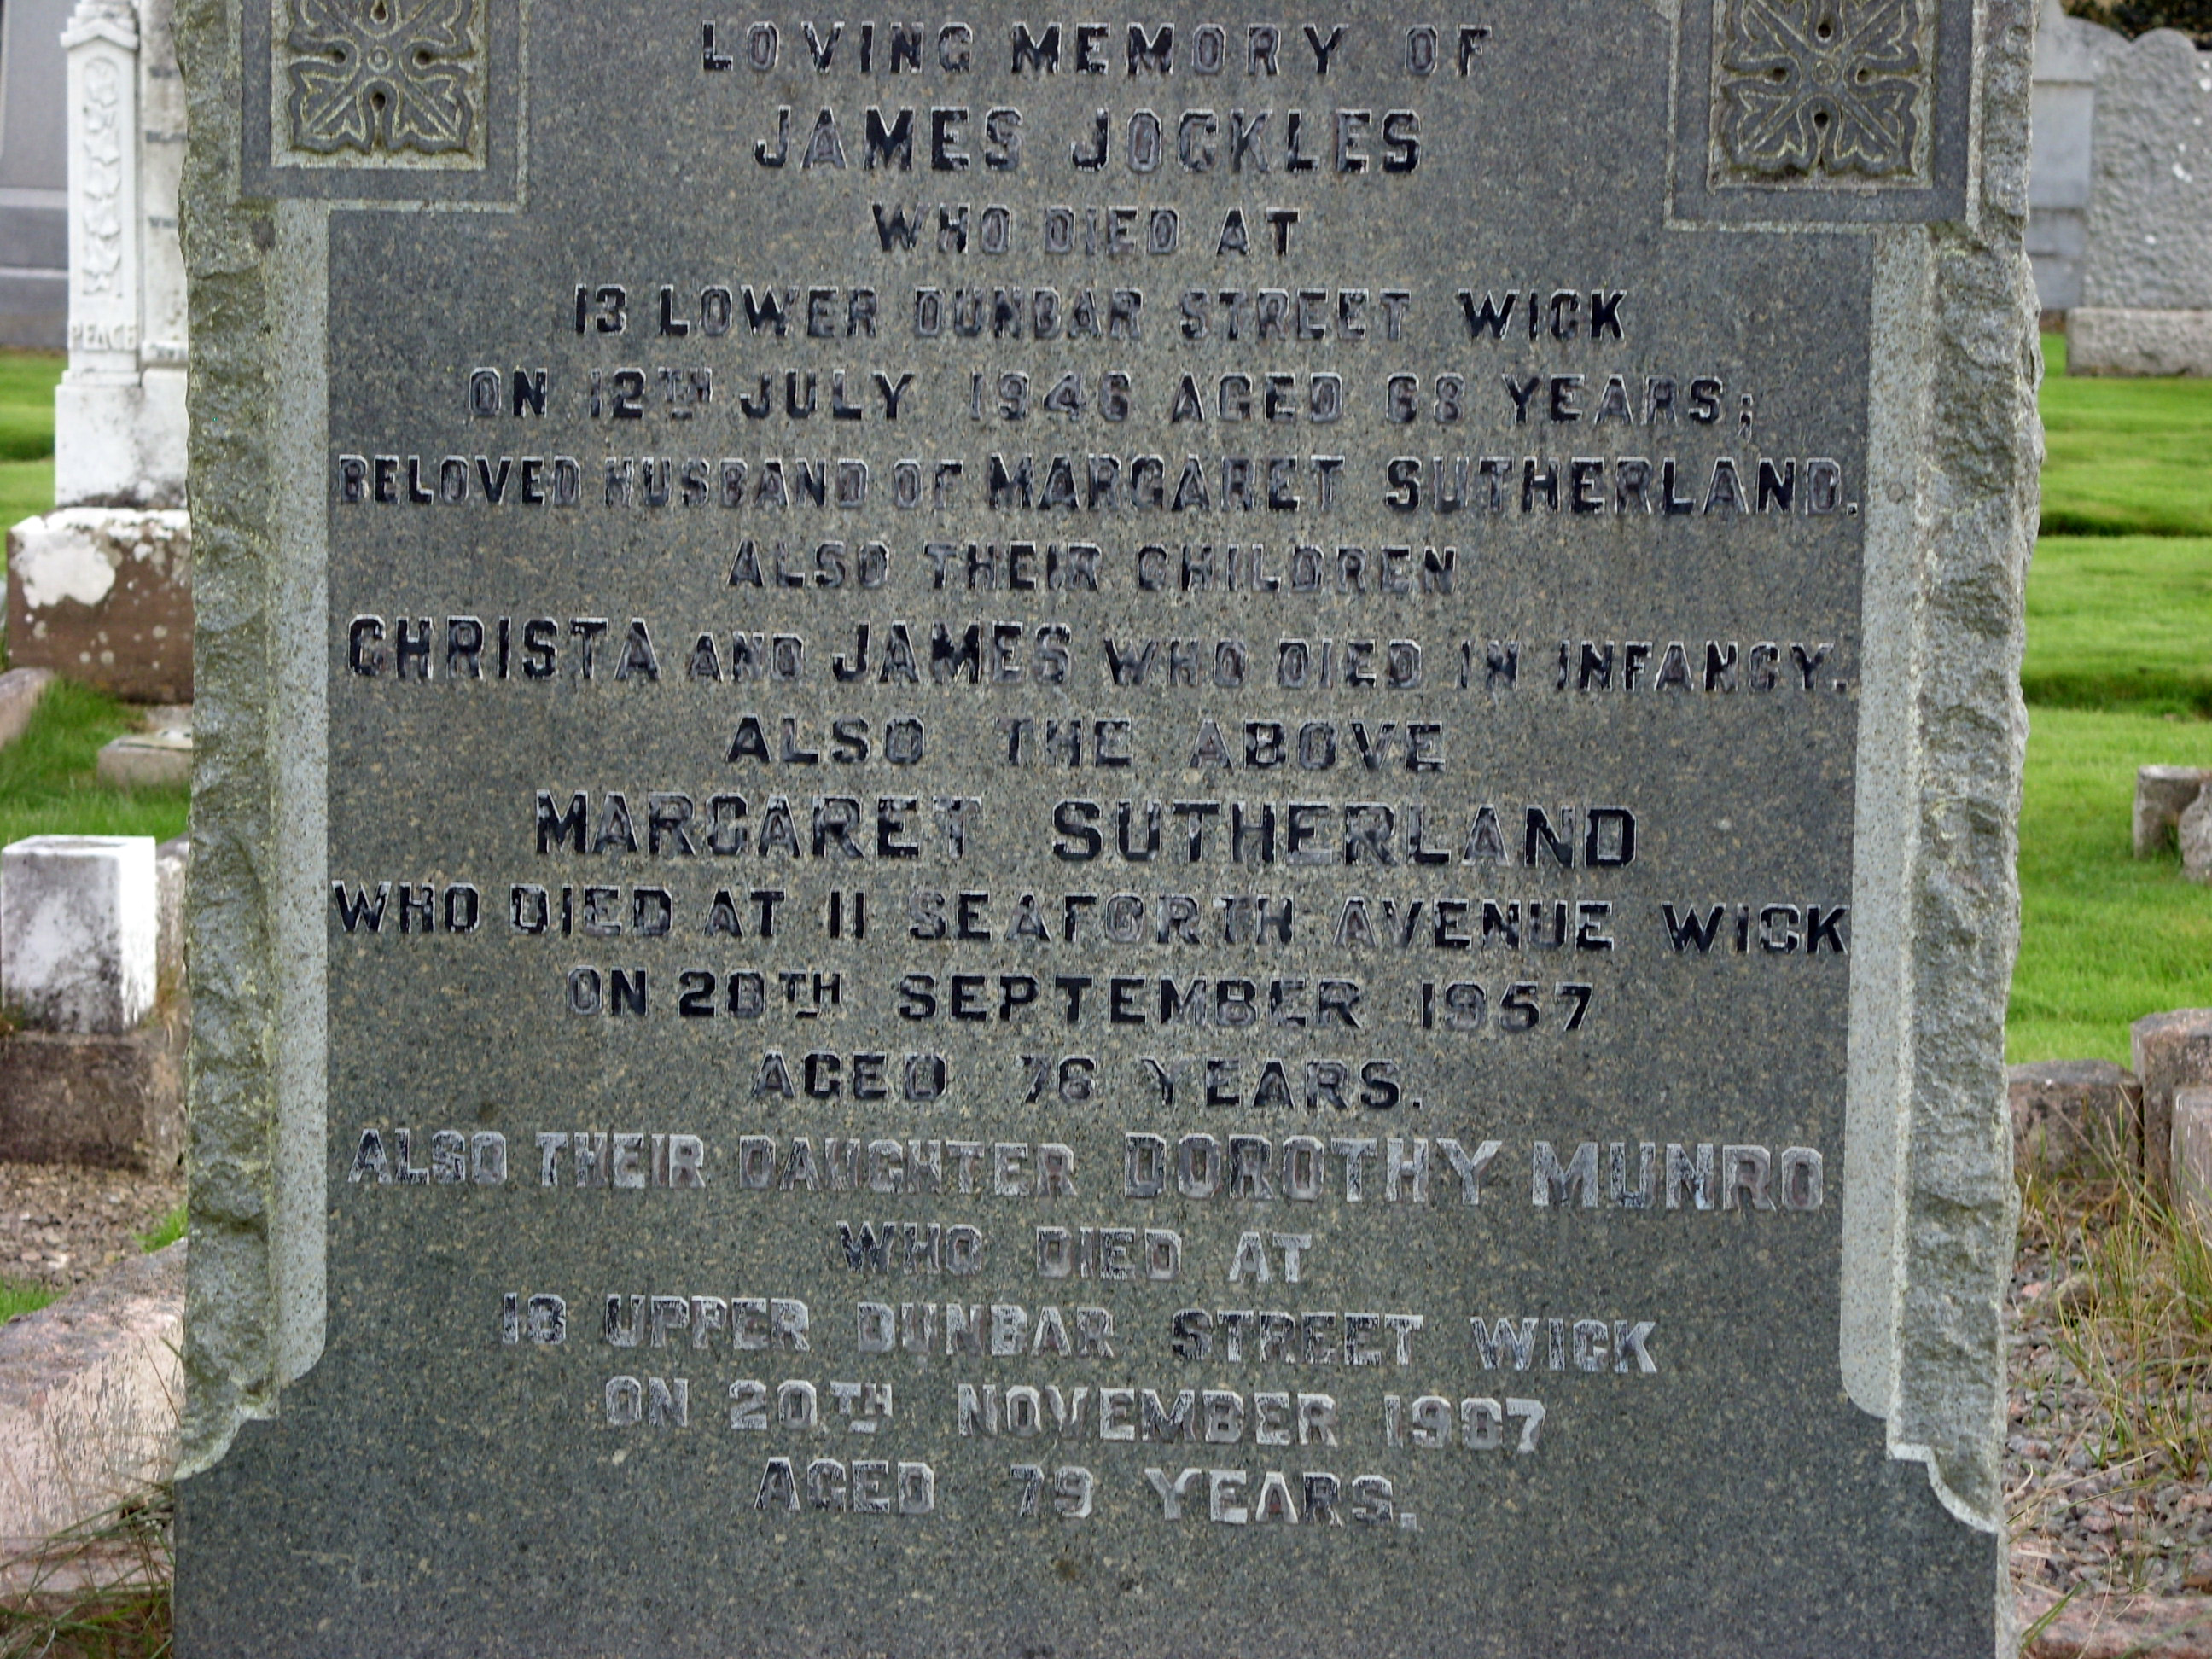 LOVING MEMORY OF
JAMES JOCKLES
WHO DIED AT
13 LOWER DUNBAR STREET WICK
ON 12TH JULY 1946 AGED 68 YEARS;
BELOVED HUSBAND OF MARGARET SUTHERLAND.
ALSO THEIR CHILDREN
CHRISTA AND JAMES WHO DIED IN INFANCY.
ALSO THE ABOVE
MARGARET SUTHERLAND
WHO DIED AT 11 SEAFORTH AVENUE WICK
ON 20TH SEPTEMBER 1957
AGED 76 YEARS.
ALSO THEIR DAUGHTER DOROTHY MUNRO
WHO DIED AT
UPPER DUNBAR STREET WICK
ON 20TH NOVEMBER 1987
AGED 79 YEARS.
PEACE